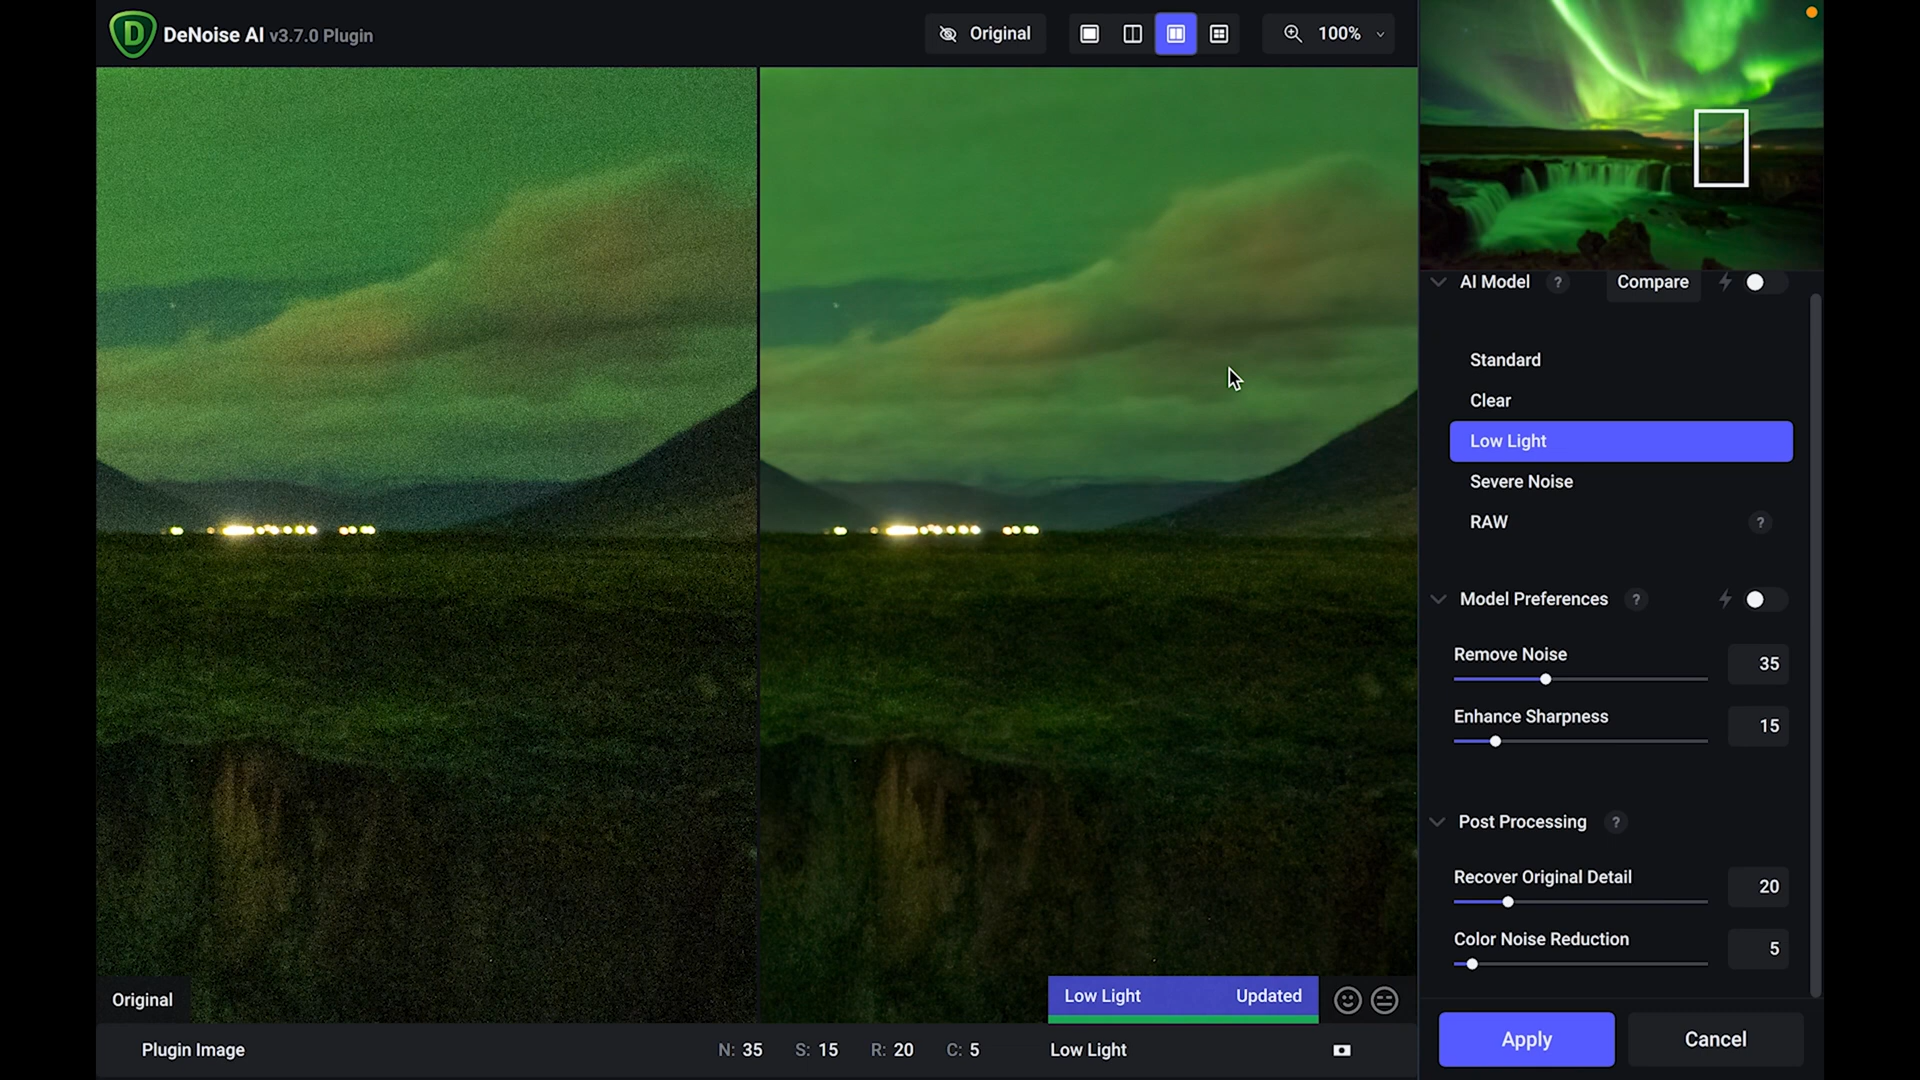 DeNoise AI v3.7.0 Plugin
Original
100%
AI Model ? Compare
Standard
Clear
Low Light
Severe Noise
RAW ?
Model Preferences ?
Remove Noise 35
Enhance Sharpness 15
Post Processing ?
Recover Original Detail 20
Color Noise Reduction 5
Original
Low Light Updated
Plugin Image N: 35 S: 15 R: 20 C: 5 Low Light
Apply Cancel